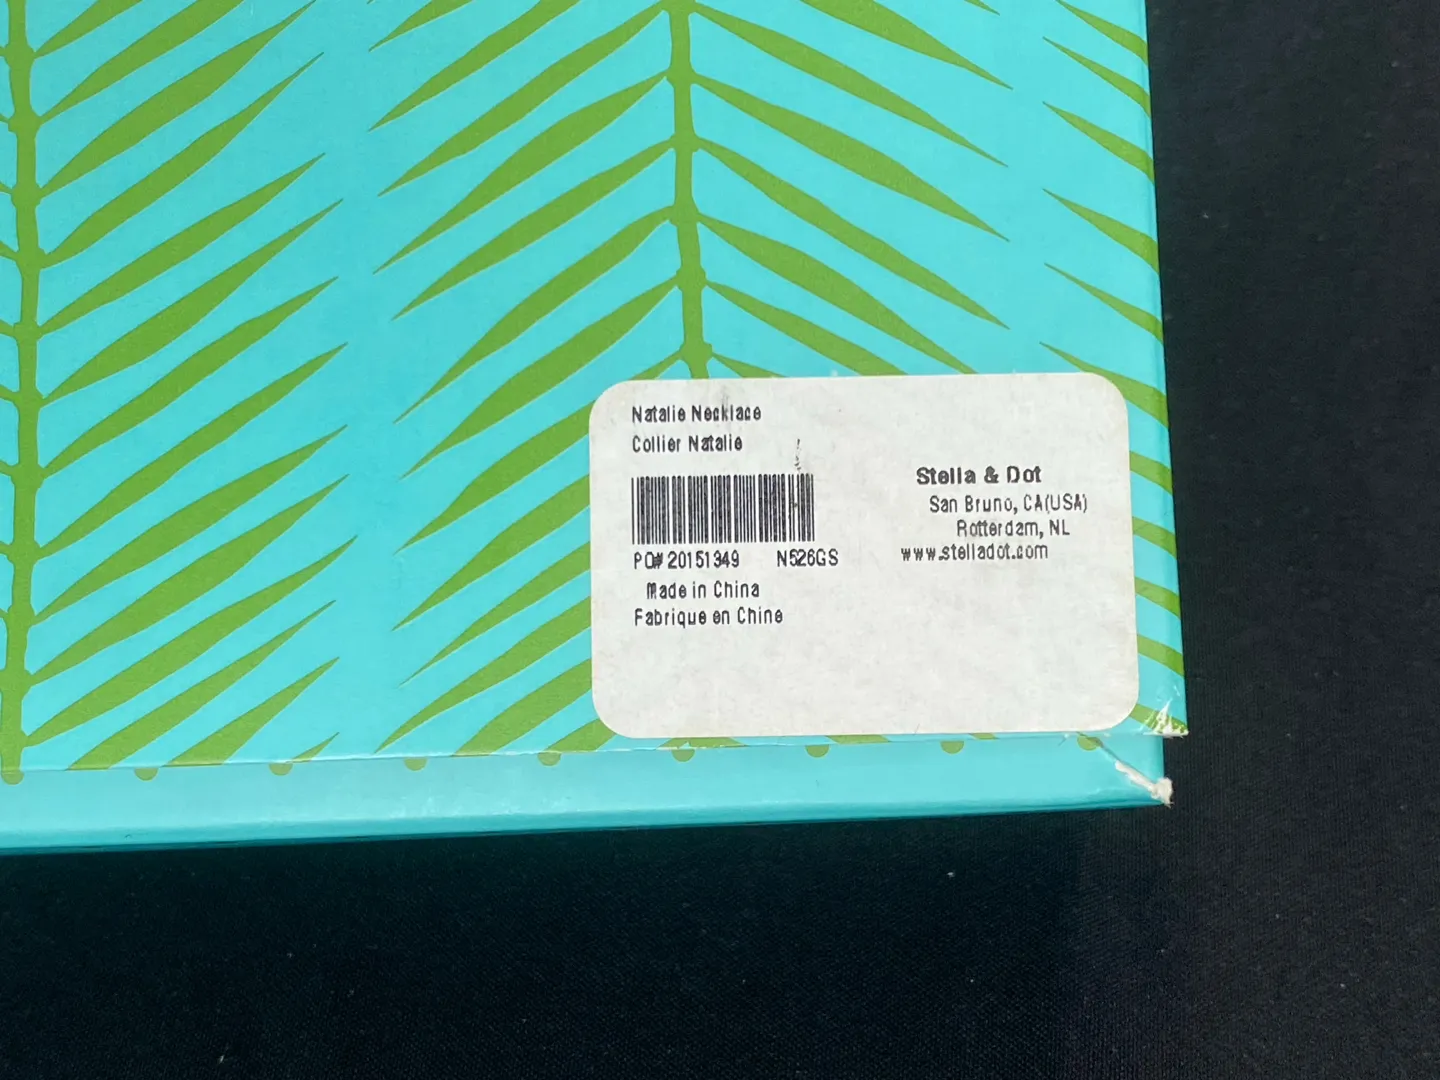 Natalie Necklace
Collier Natalie
PO# 20151349 N526GS
Made in China
Fabrique en Chine
Stella & Dot
San Bruno, CA(USA)
Rotterdam, NL
www.stelladot.com